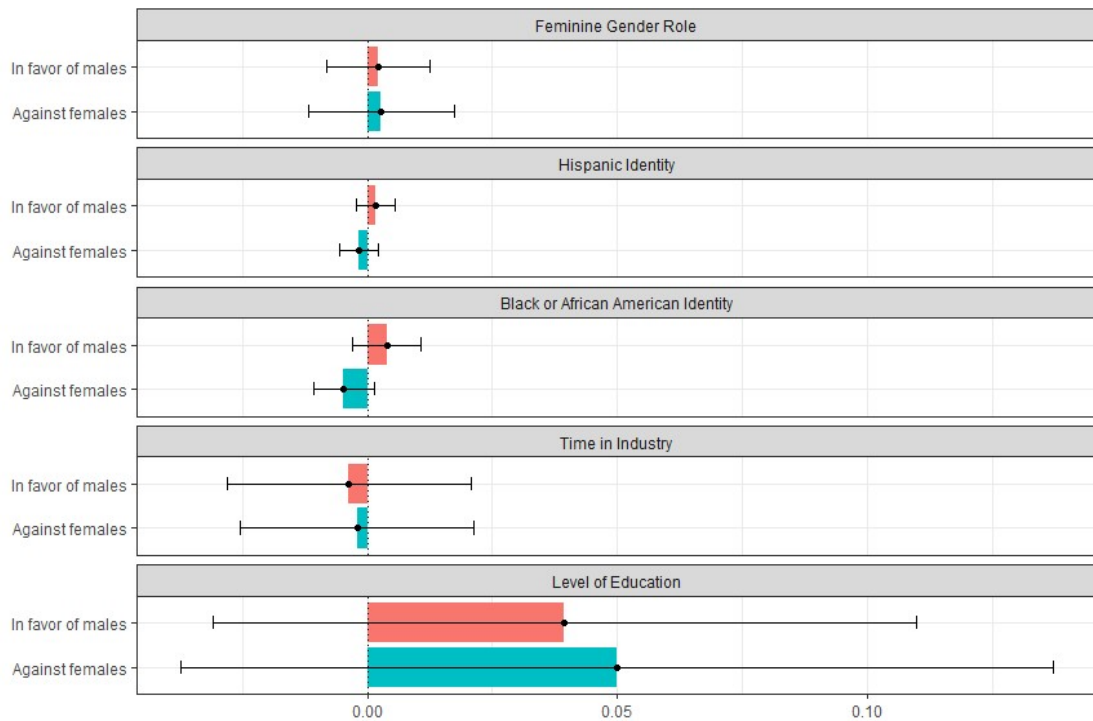 Feminine Gender Role
In favor of males
Against females
Hispanic Identity
In favor of males
Against females
Black or African American Identity
In favor of males
Against females
Time in Industry
In favor of males
Against females
Level of Education
In favor of males
Against females
0.00 0.05 0.10